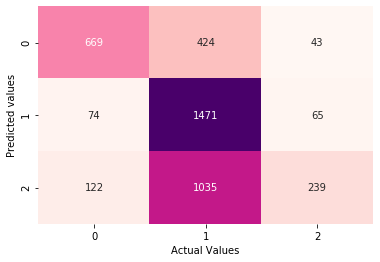 669 424 43
0
74 1471 65
1
122 1035 239
2
Predicted values
0 1 2
Actual Values